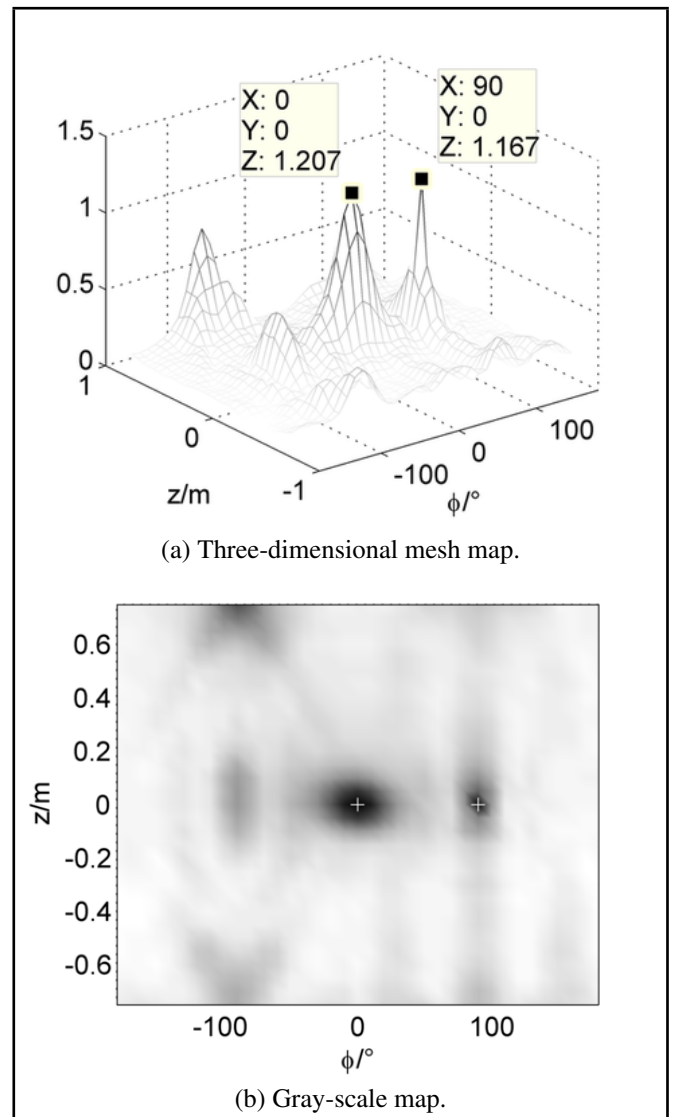 X: 0
Y: 0
Z: 1.207
X: 90
Y: 0
Z: 1.167
1.5
1
0.5
0
1
0
-1
z/m
-100
0
100
ϕ/°
(a) Three-dimensional mesh map.
0.6
0.4
0.2
0
-0.2
-0.4
-0.6
z/m
-100
0
100
ϕ/°
(b) Gray-scale map.